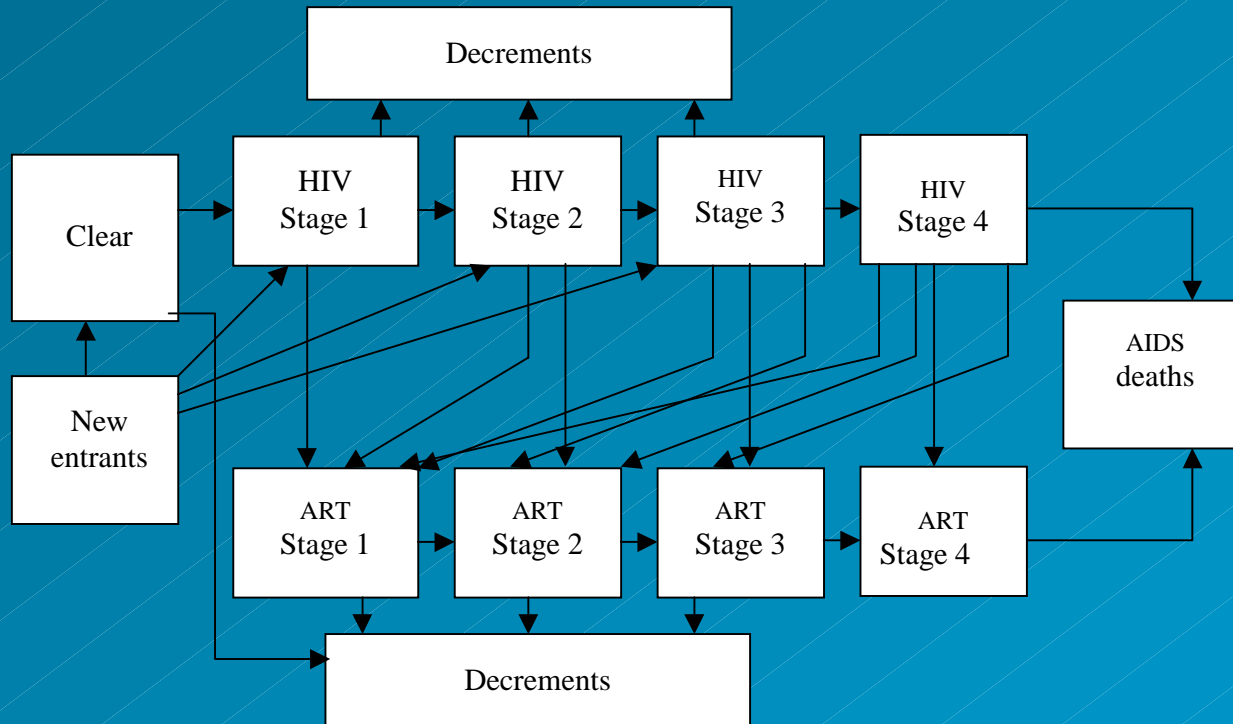 Decrements
Clear
HIV
Stage 1
HIV
Stage 2
HIV
Stage 3
HIV
Stage 4
AIDS
deaths
New
entrants
ART
Stage 1
ART
Stage 2
ART
Stage 3
ART
Stage 4
Decrements